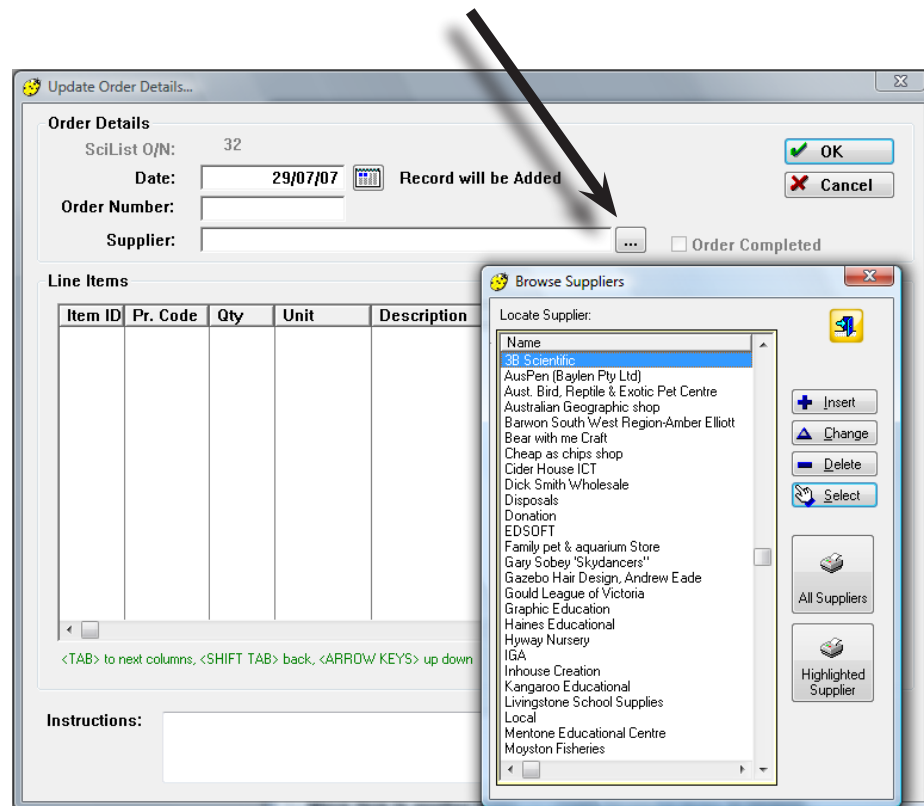 Update Order Details...
Order Details
SciList O/N: 32
Date: 29/07/07 Record will be Added
OK
Cancel
Order Number:
Supplier: ... Order Completed
Line Items
Item ID Pr. Code Qty Unit Description
<TAB> to next columns, <SHIFT TAB> back, <ARROW KEYS> up down
Instructions:
Browse Suppliers
Locate Supplier:
Name
3B Scientific
AusPen (Baylen Pty Ltd)
Aust. Bird, Reptile & Exotic Pet Centre
Australian Geographic shop
Barwon South West Region-Amber Elliott
Bear with me Craft
Cheap as chips shop
Cider House ICT
Dick Smith Wholesale
Disposals
Donation
EDSOFT
Family pet & aquarium Store
Gary Sobey 'Skydancers"
Gazebo Hair Design, Andrew Eade
Gould League of Victoria
Graphic Education
Haines Educational
Hyway Nursery
IGA
Inhouse Creation
Kangaroo Educational
Livingstone School Supplies
Local
Mentone Educational Centre
Moyston Fisheries
Insert
Change
Delete
Select
All Suppliers
Highlighted
Supplier